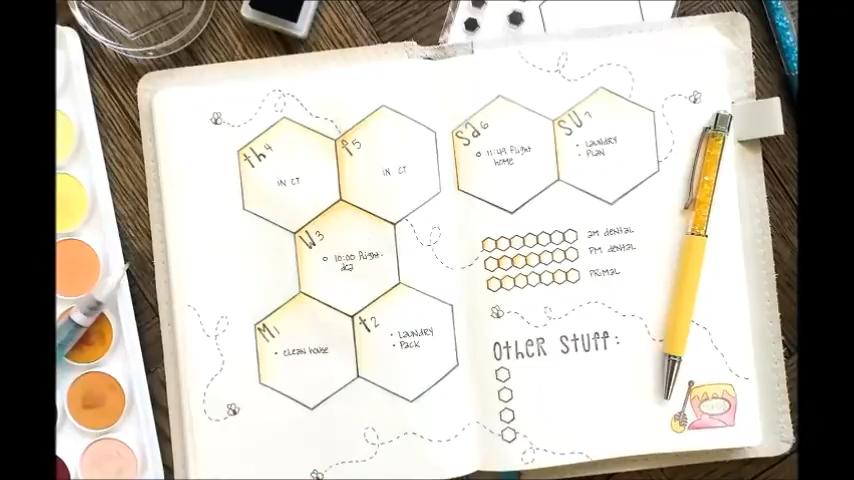 Th4
IN CT
F5
IN CT
W3
10:00 flight -
dca
M1
clean house
T2
Laundry
Pack
Sa6
11:49 flight
home
Su7
Laundry
Plan
AM dental
PM dental
Primal
Other Stuff: